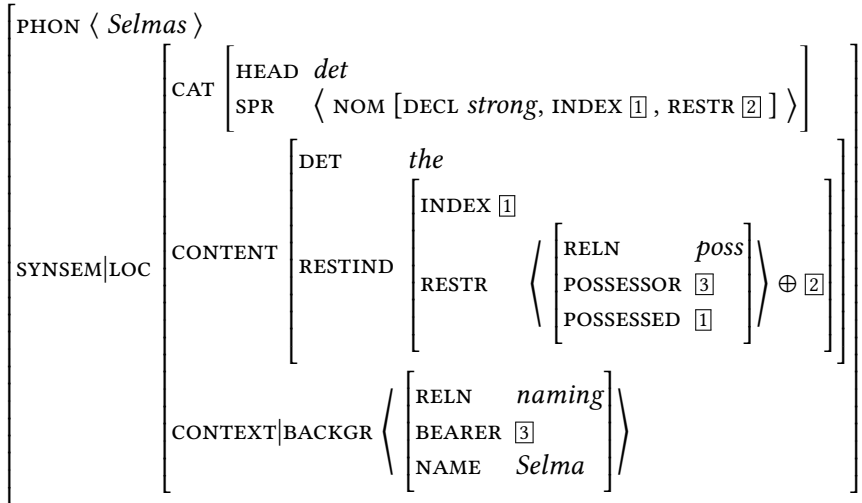 PHON ⟨ Selmas ⟩
HEAD det
CAT
SPR ⟨ NOM [DECL strong, INDEX 1 , RESTR 2 ] ⟩
DET the
INDEX 1
CONTENT
RELN poss
RESTIND
SYNSEM|LOC
RESTR POSSESSOR 3 ⊕ 2
POSSESSED 1
RELN naming
CONTEXT|BACKGR BEARER 3
NAME Selma